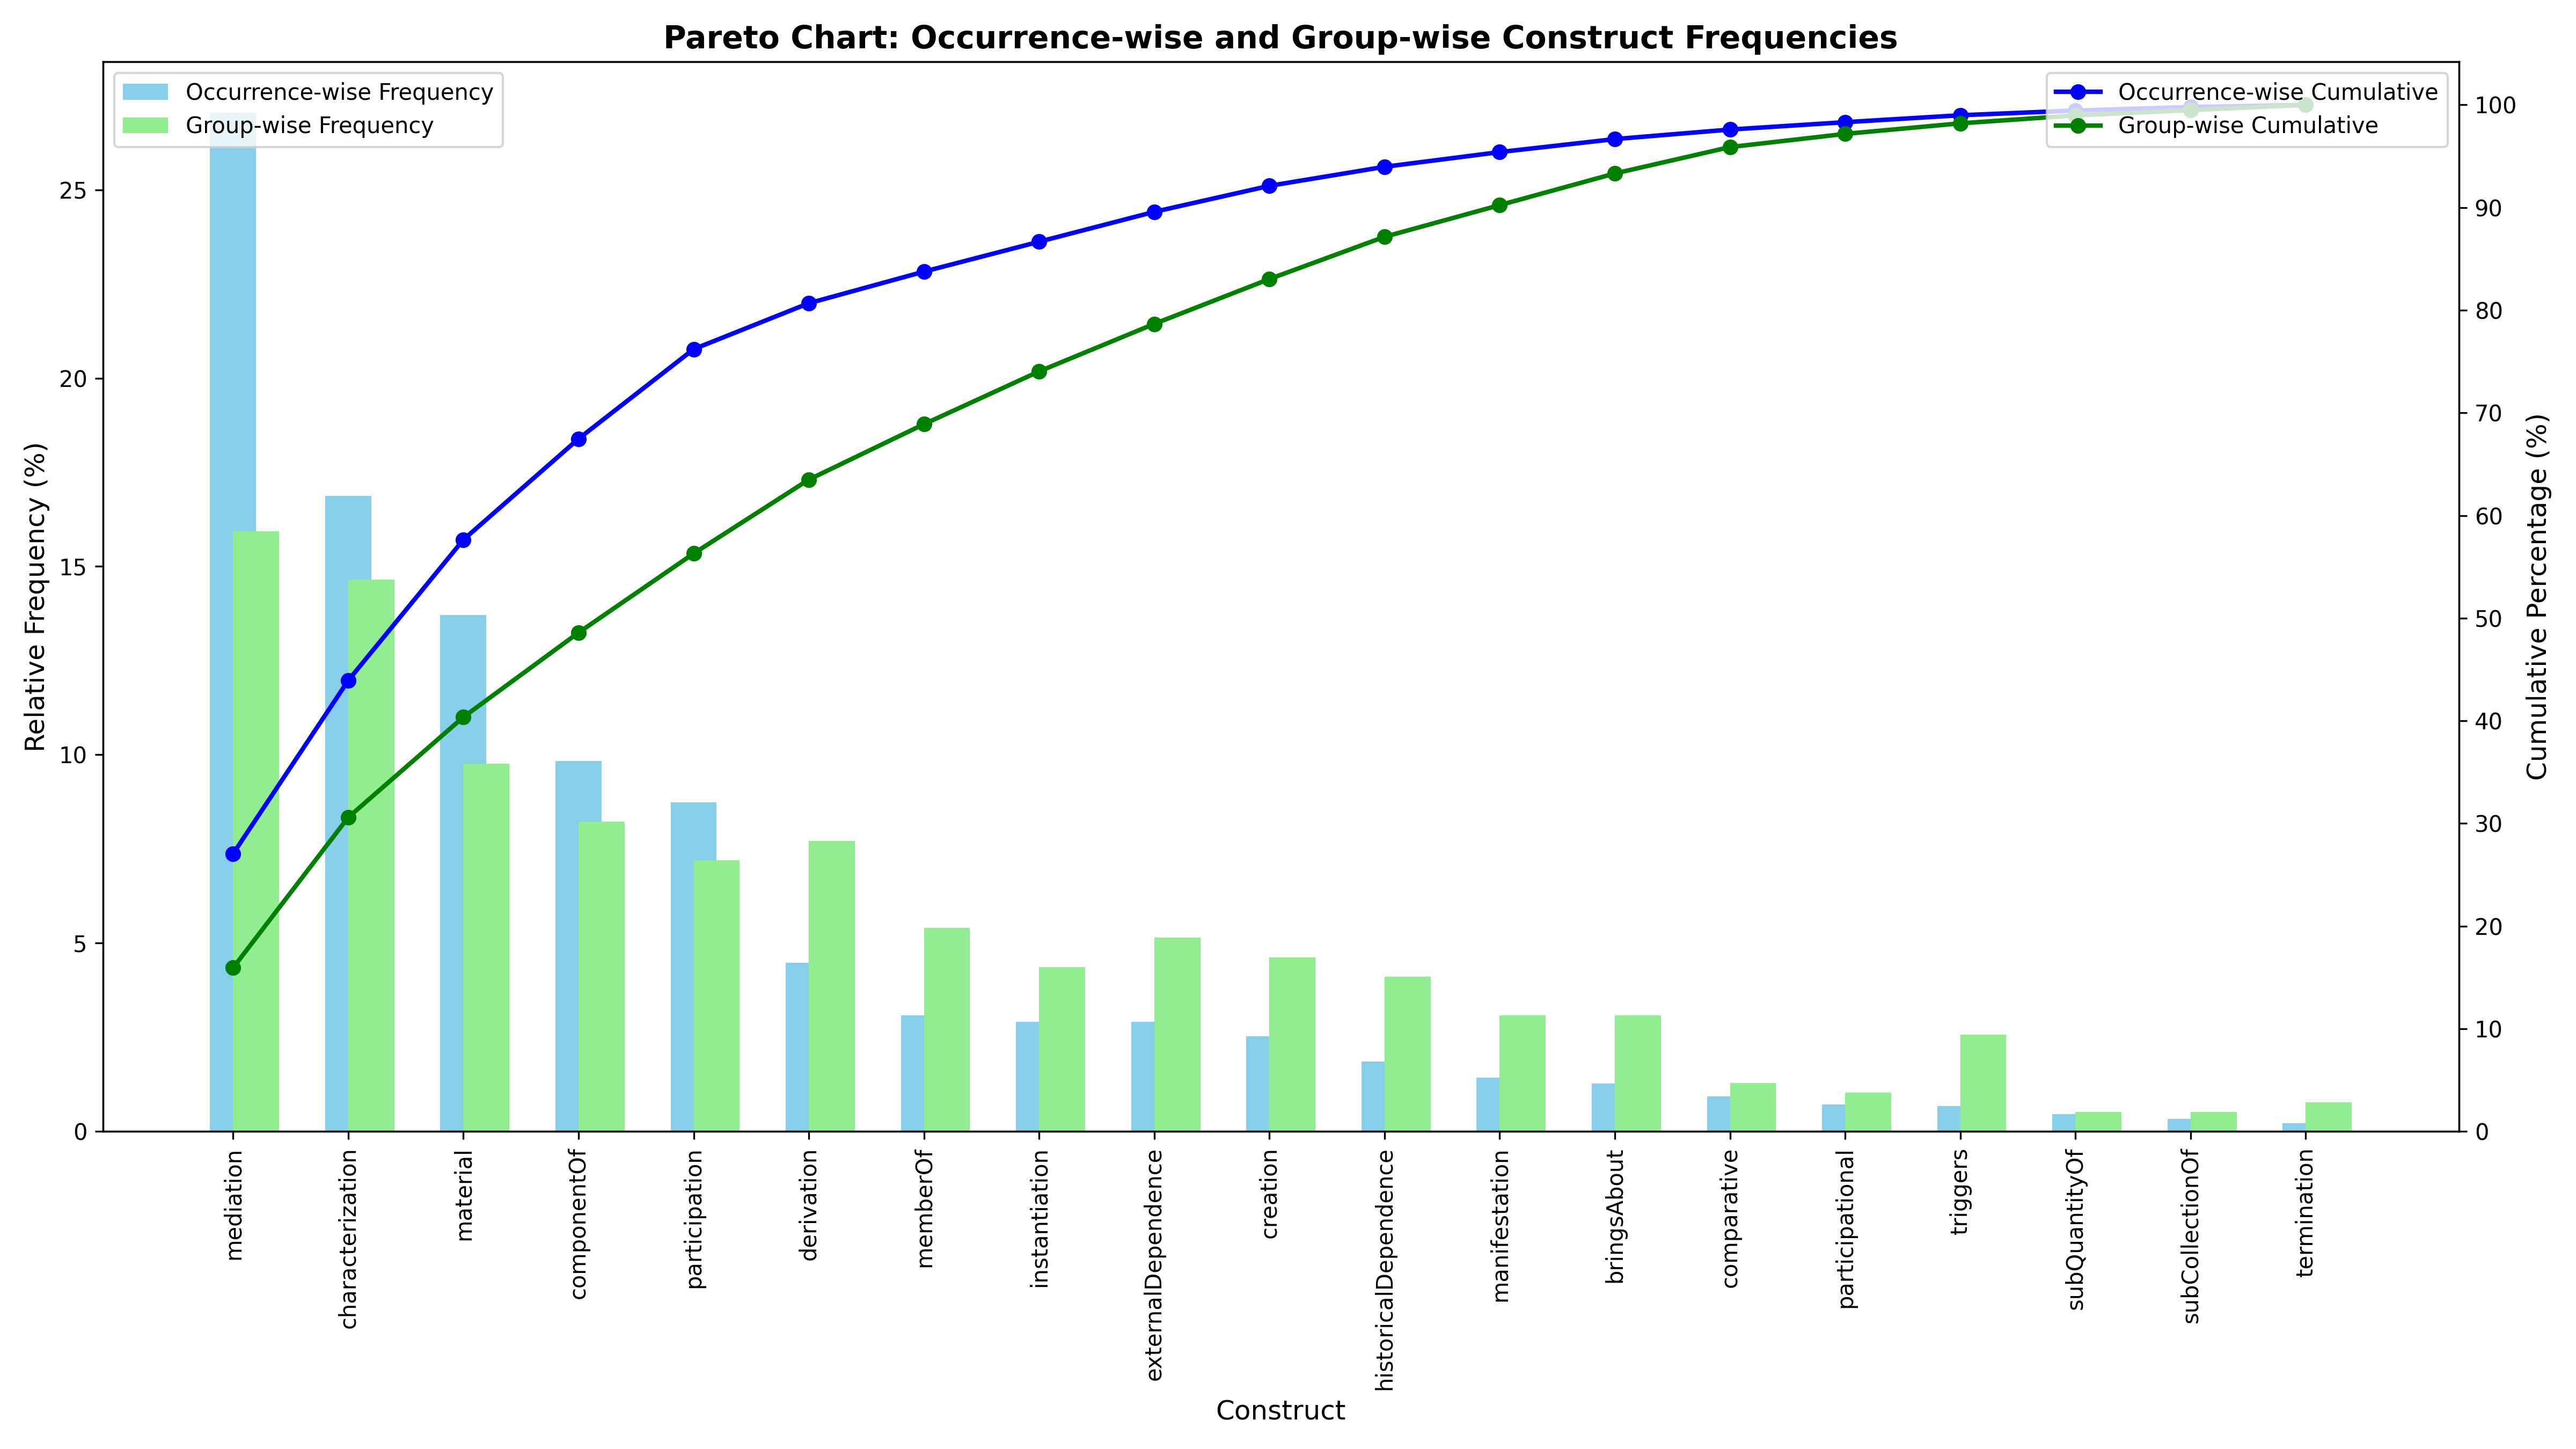 Pareto Chart: Occurrence-wise and Group-wise Construct Frequencies
Occurrence-wise Frequency
Group-wise Frequency
Occurrence-wise Cumulative
Group-wise Cumulative
Relative Frequency (%)
25
20
15
10
5
0
100
90
80
70
60
50
40
30
20
10
0
Cumulative Percentage (%)
mediation
characterization
material
componentOf
participation
derivation
memberOf
instantiation
externalDependence
creation
historicalDependence
manifestation
bringsAbout
comparative
participational
triggers
subQuantityOf
subCollectionOf
termination
Construct